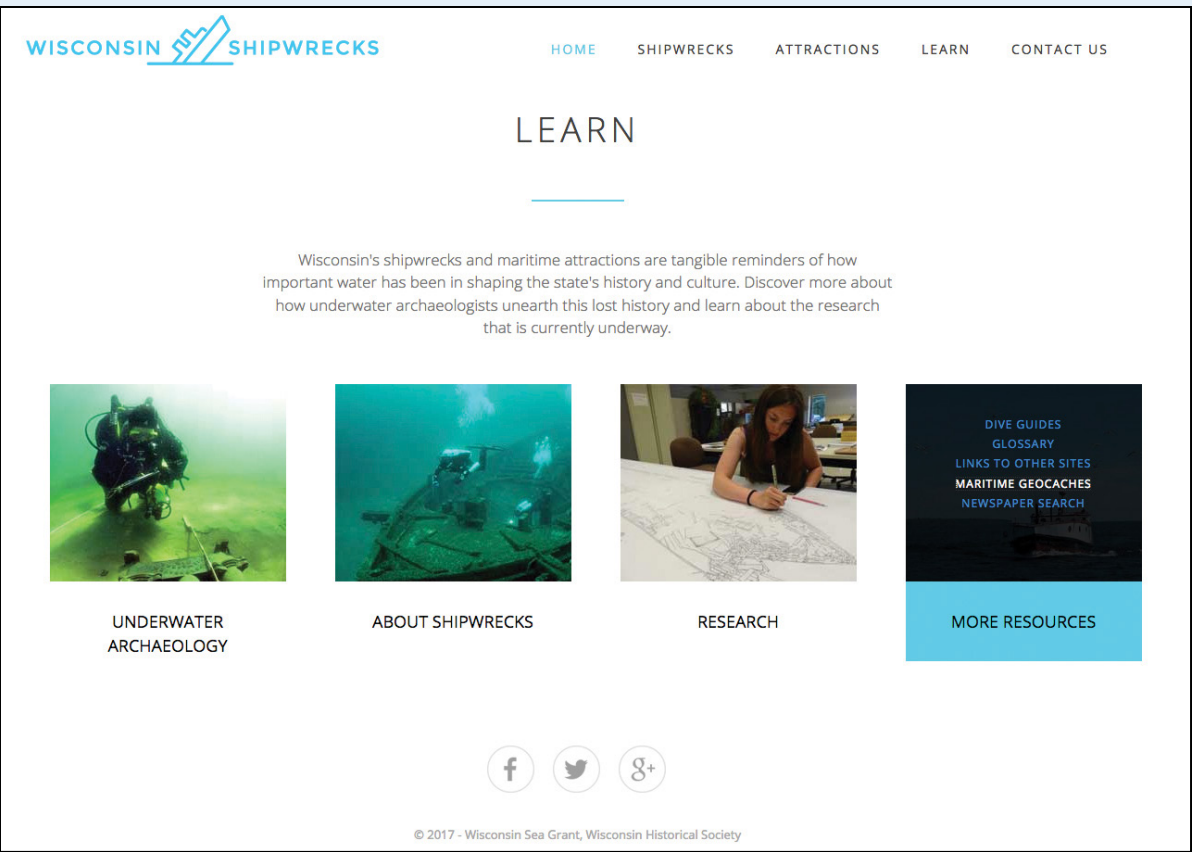 WISCONSIN SHIPWRECKS
HOME SHIPWRECKS ATTRACTIONS LEARN CONTACT US
LEARN
Wisconsin's shipwrecks and maritime attractions are tangible reminders of how
important water has been in shaping the state's history and culture. Discover more about
how underwater archaeologists unearth this lost history and learn about the research
that is currently underway.
UNDERWATER
ARCHAEOLOGY
ABOUT SHIPWRECKS
RESEARCH
DIVE GUIDES
GLOSSARY
LINKS TO OTHER SITES
MARITIME GEOCACHES
NEWSPAPER SEARCH
MORE RESOURCES
f g+
© 2017 - Wisconsin Sea Grant, Wisconsin Historical Society